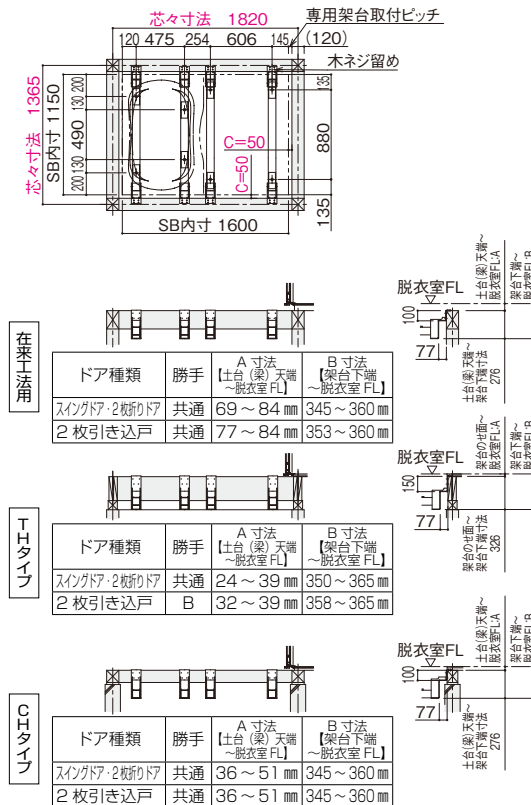 芯々寸法 1820
専用架台取付ピッチ
120 475 254 606 145 (120)
木ネジ留め
芯々寸法 1365
SB内寸 1150
200 130 490 130 200
135
880
135
C=50
C=50
SB内寸 1600
在来工法用
脱衣室FL
100
77
土台(梁)天端~
架台下端寸法
276
土台(梁)天端~
脱衣室FL:A
架台下端~
脱衣室FL:B
ドア種類 勝手 A 寸法【土台(梁)天端~脱衣室FL】 B 寸法【架台下端~脱衣室FL】
スイングドア・2枚折りドア 共通 69~84㎜ 345~360㎜
2枚引き込戸 共通 77~84㎜ 353~360㎜
THタイプ
脱衣室FL
150
77
架台のせ面~
架台下端寸法
326
架台のせ面~
脱衣室FL:A
架台下端~
脱衣室FL:B
ドア種類 勝手 A 寸法【土台(梁)天端~脱衣室FL】 B 寸法【架台下端~脱衣室FL】
スイングドア・2枚折りドア 共通 24~39㎜ 350~365㎜
2枚引き込戸 B 32~39㎜ 358~365㎜
CHタイプ
脱衣室FL
100
77
土台(梁)天端~
架台下端寸法
276
土台(梁)天端~
脱衣室FL:A
架台下端~
脱衣室FL:B
ドア種類 勝手 A 寸法【土台(梁)天端~脱衣室FL】 B 寸法【架台下端~脱衣室FL】
スイングドア・2枚折りドア 共通 36~51㎜ 345~360㎜
2枚引き込戸 共通 36~51㎜ 345~360㎜